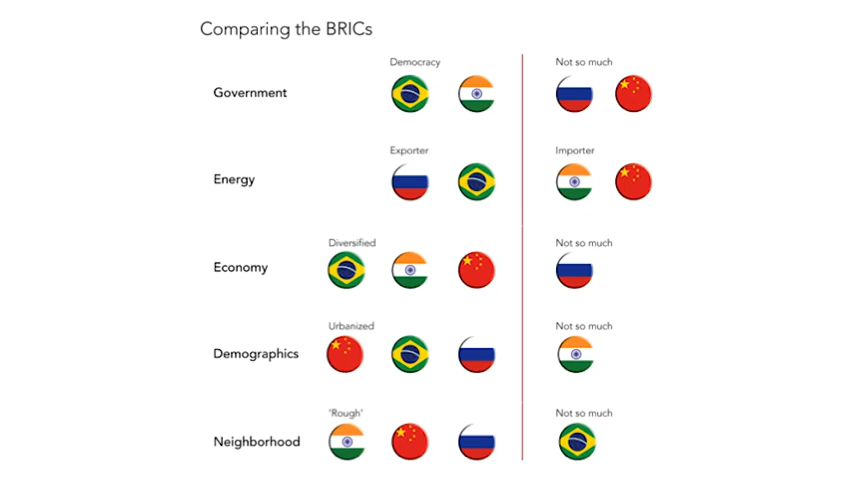 Comparing the BRICs
Democracy
Not so much
Government
Exporter
Importer
Energy
Diversified
Not so much
Economy
Urbanized
Not so much
Demographics
'Rough'
Not so much
Neighborhood